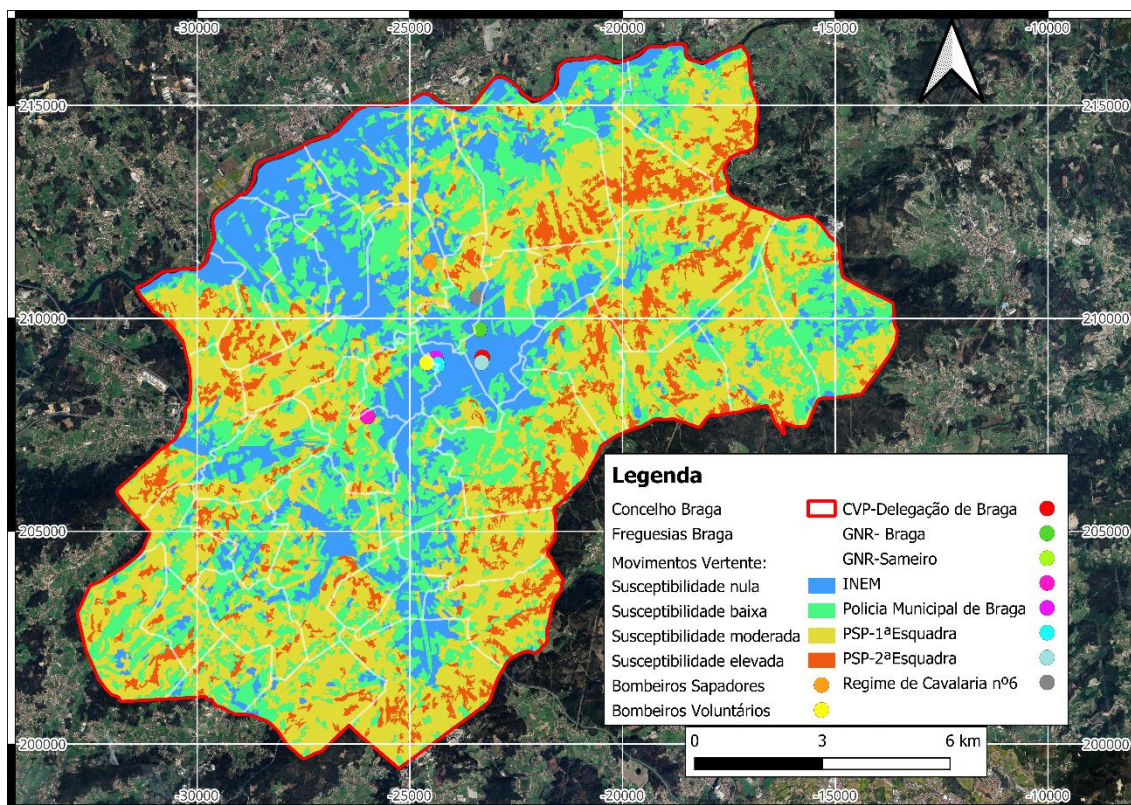 -30000 -25000 -20000 -15000 -10000
215000 215000
210000 210000
205000 205000
200000 200000
Legenda
Concelho Braga
Freguesias Braga
Movimentos Vertente:
Susceptibilidade nula
Susceptibilidade baixa
Susceptibilidade moderada
Susceptibilidade elevada
Bombeiros Sapadores
Bombeiros Voluntários
CVP-Delegação de Braga
GNR- Braga
GNR-Sameiro
INEM
Policia Municipal de Braga
PSP-1ªEsquadra
PSP-2ªEsquadra
Regime de Cavalaria nº6
0 3 6 km
-30000 -25000 -20000 -15000 -10000